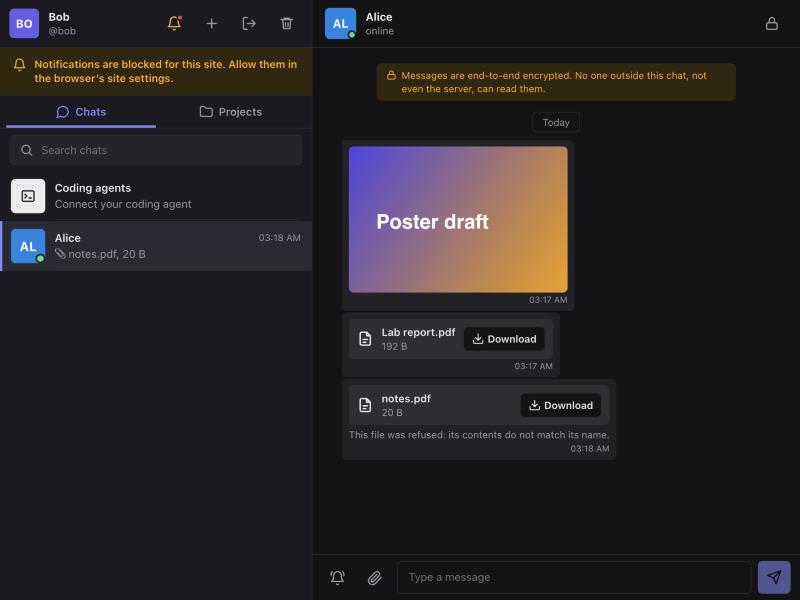 BO
Bob
@bob
Notifications are blocked for this site. Allow them in
the browser's site settings.
Chats
Projects
Search chats
Coding agents
Connect your coding agent
AL
Alice
03:18 AM
notes.pdf, 20 B
AL
Alice
online
Messages are end-to-end encrypted. No one outside this chat, not
even the server, can read them.
Today
Poster draft
03:17 AM
Lab report.pdf
192 B
Download
03:17 AM
notes.pdf
20 B
Download
This file was refused: its contents do not match its name.
03:18 AM
Type a message